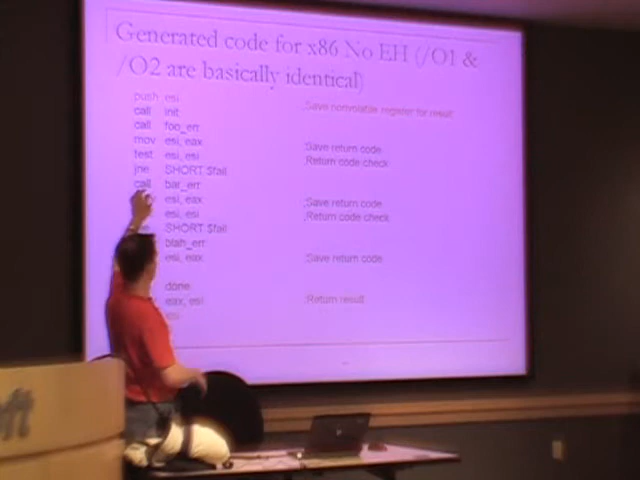 Generated code for x86 No EH (/O1 &
/O2 are basically identical)
push esi ;Save nonvolatile register for result
call init
call foo_err
mov esi, eax ;Save return code
test esi, esi ;Return code check
jne SHORT $fail
call bar_err
esi, eax ;Save return code
esi, esi ;Return code check
SHORT $fail
blah_err
esi, eax ;Save return code
done
eax, esi ;Return result
esi
oft